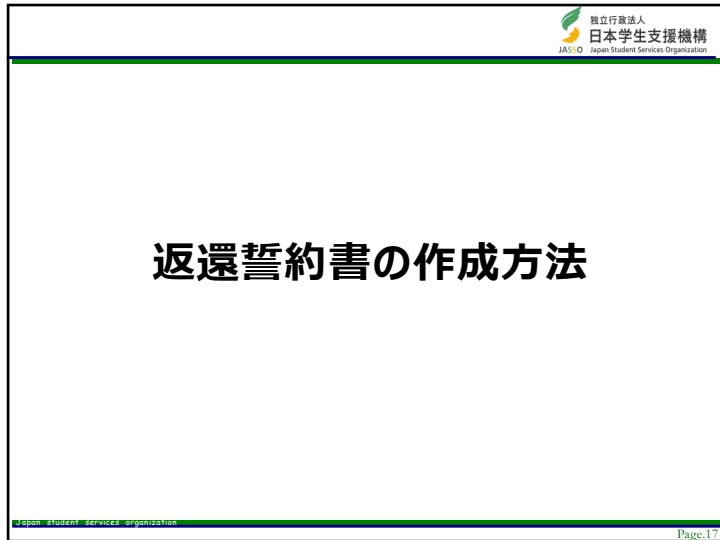 独立行政法人
日本学生支援機構
JASSO Japan Student Services Organization
返還誓約書の作成方法
Japan student services organization
Page.17